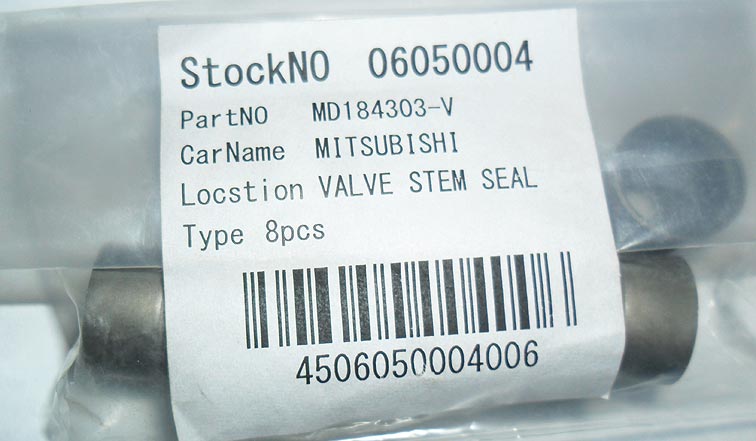 StockNO 06050004
PartNO MD184303-V
CarName MITSUBISHI
Locstion VALVE STEM SEAL
Type 8pcs
4506050004006